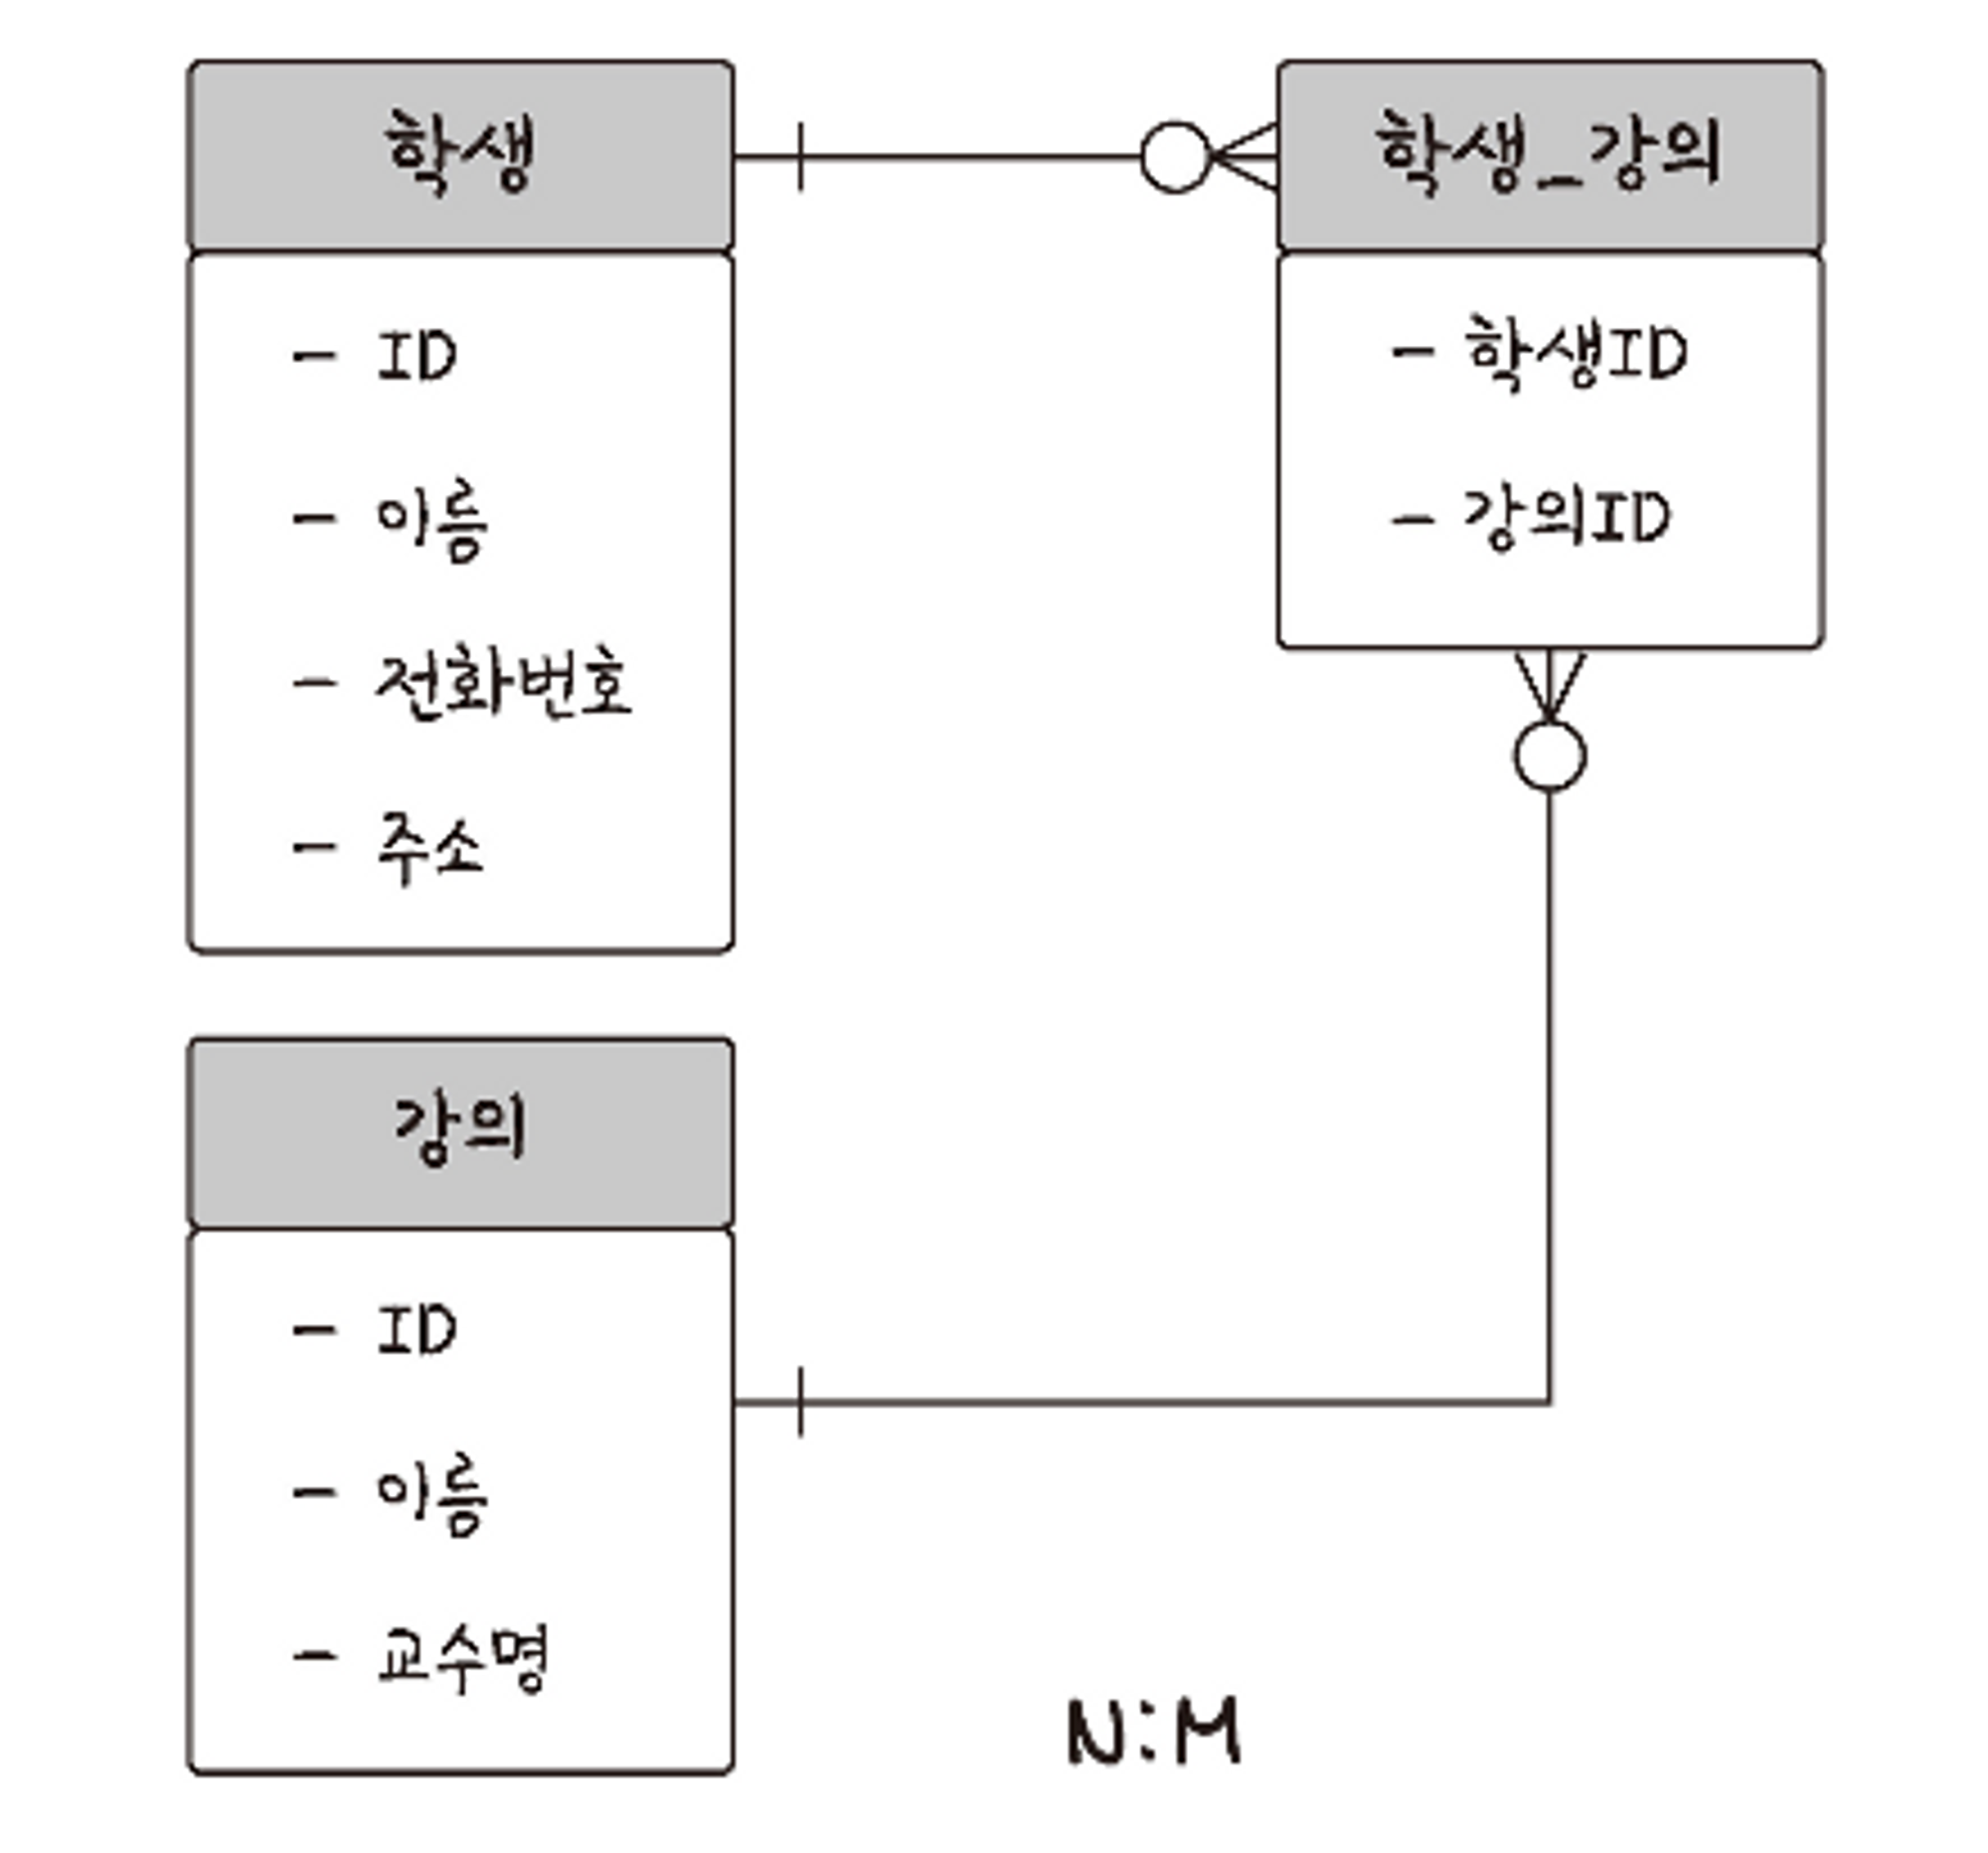 학생
- ID
- 이름
- 전화번호
- 주소
학생_강의
- 학생ID
- 강의ID
강의
- ID
- 이름
- 교수명
N:M